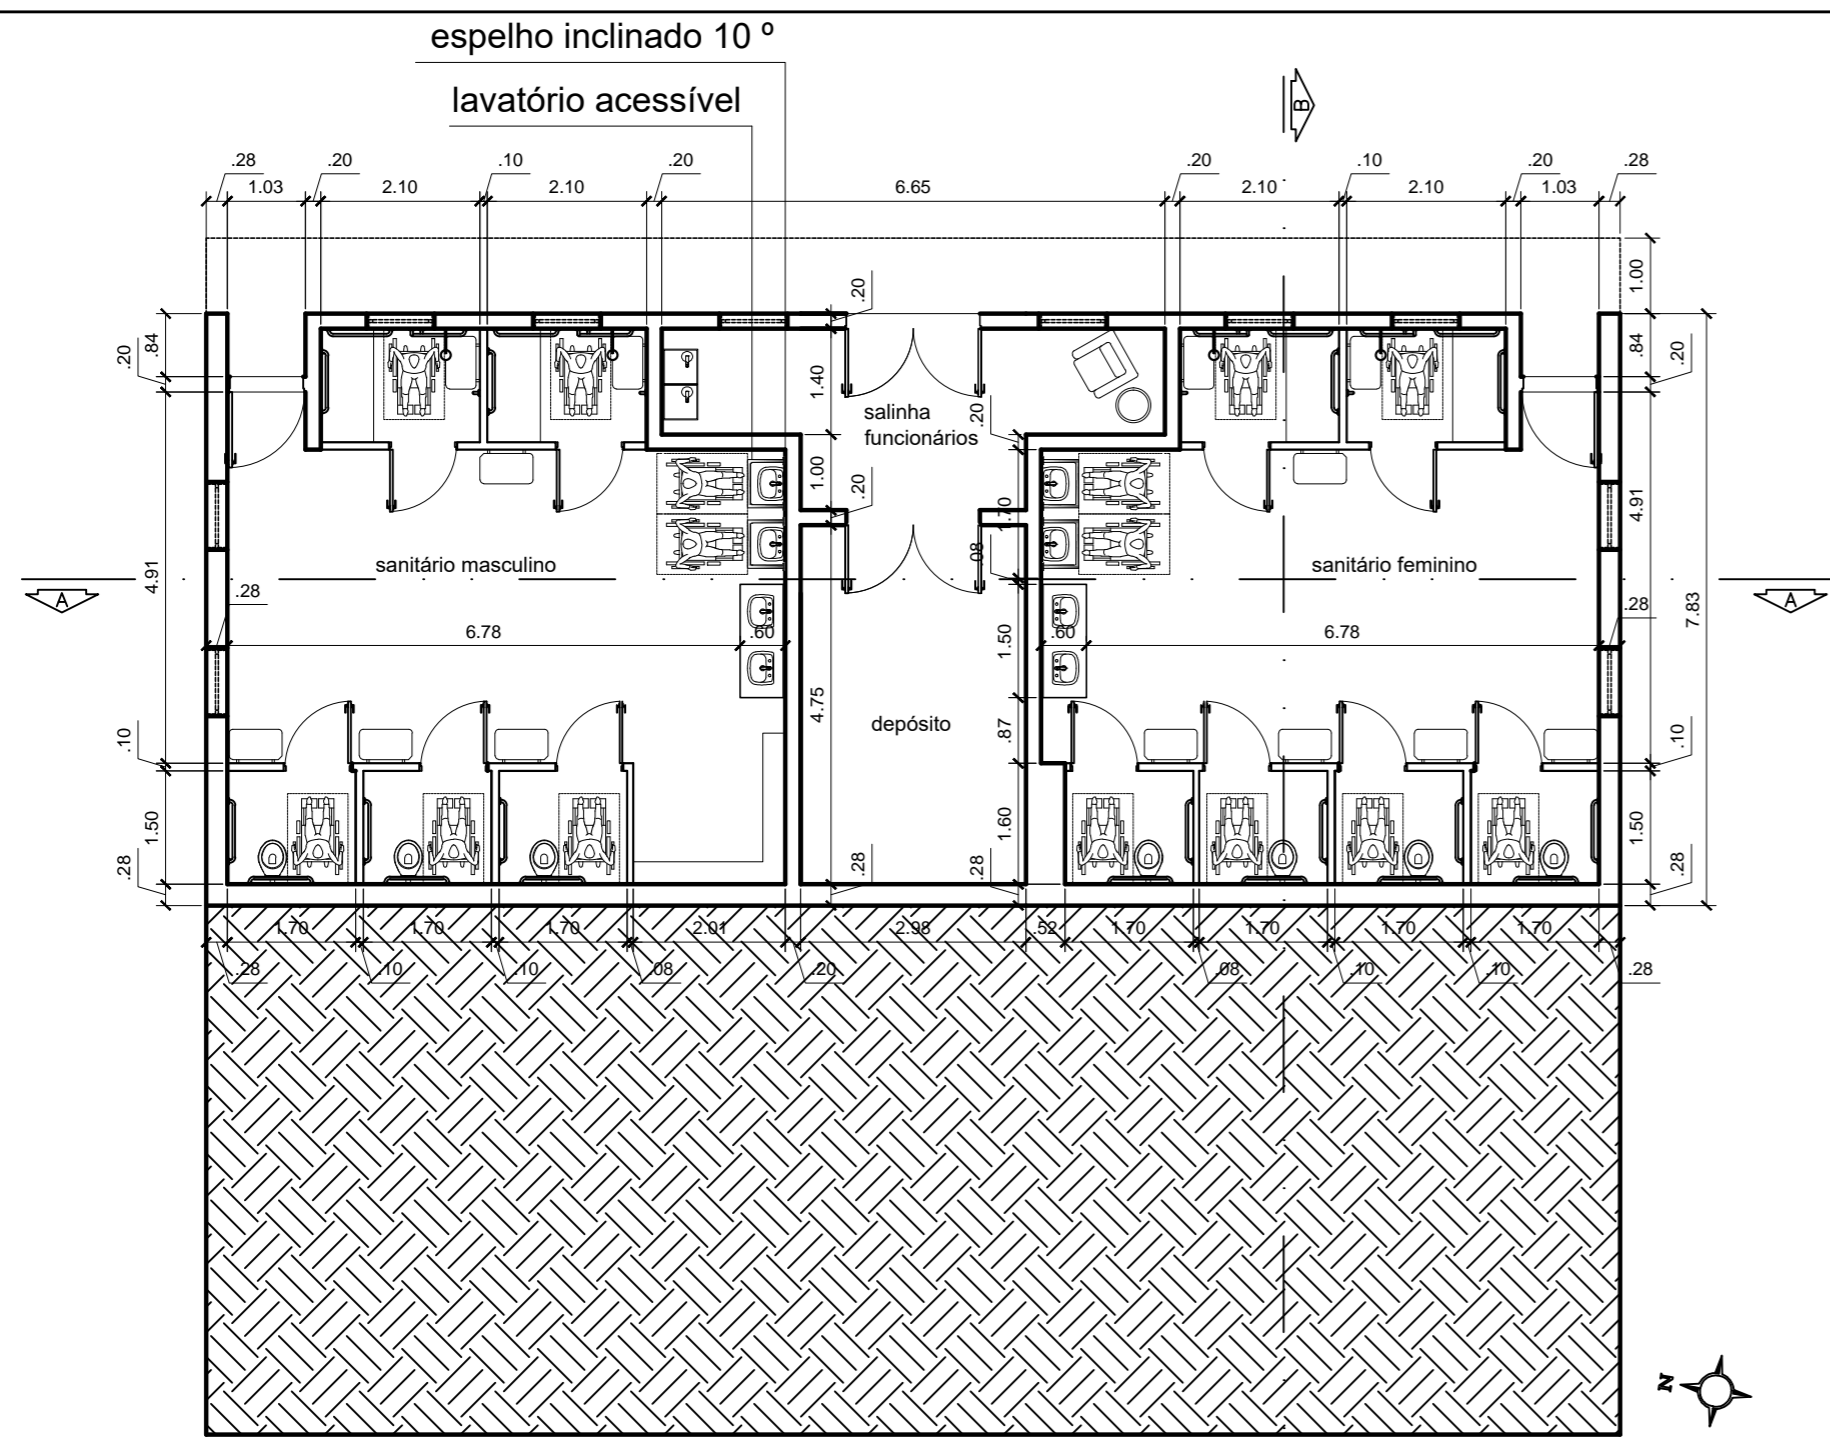 espelho inclinado 10 º
lavatório acessível
B
.28 .20 .10 .20 .20 .10 .20 .28
1.03 2.10 2.10 6.65 2.10 2.10 1.03
1.00
.20
.84
.20
1.40
salinha
funcionários
.20
.84
.20
1.00
.20
1.70
4.91
sanitário masculino
sanitário feminino
.08
4.91
A
A
.28
.28
7.83
6.78 .60
1.50
.60 6.78
4.75
depósito
.87
.10
.10
1.50
1.60
1.50
.28
.28
.28
.28
1.70 1.70 1.70 2.01 2.98 .52 1.70 1.70 1.70 1.70
.28 .10 .10 .08 .20 .08 .10 .10 .28
N